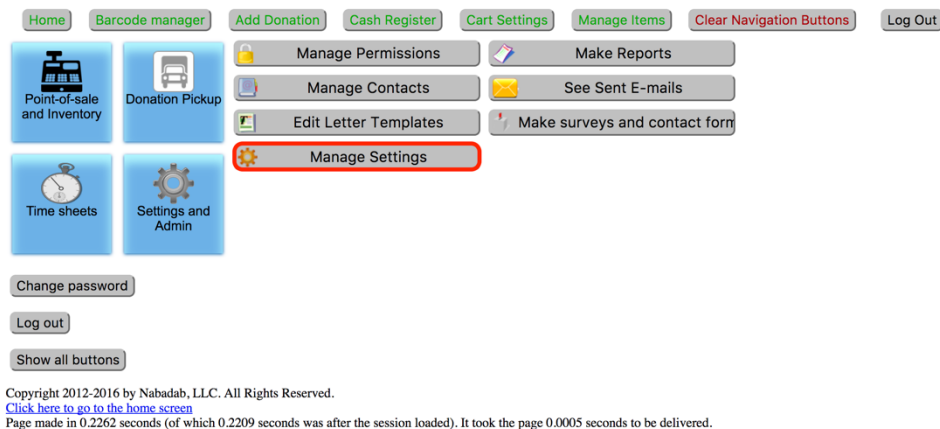 Home Barcode manager Add Donation Cash Register Cart Settings Manage Items Clear Navigation Buttons Log Out
Point-of-sale
and Inventory
Donation Pickup
Time sheets
Settings and
Admin
Manage Permissions
Make Reports
Manage Contacts
See Sent E-mails
Edit Letter Templates
Make surveys and contact form
Manage Settings
Change password
Log out
Show all buttons
Copyright 2012-2016 by Nabadab, LLC. All Rights Reserved.
Click here to go to the home screen
Page made in 0.2262 seconds (of which 0.2209 seconds was after the session loaded). It took the page 0.0005 seconds to be delivered.